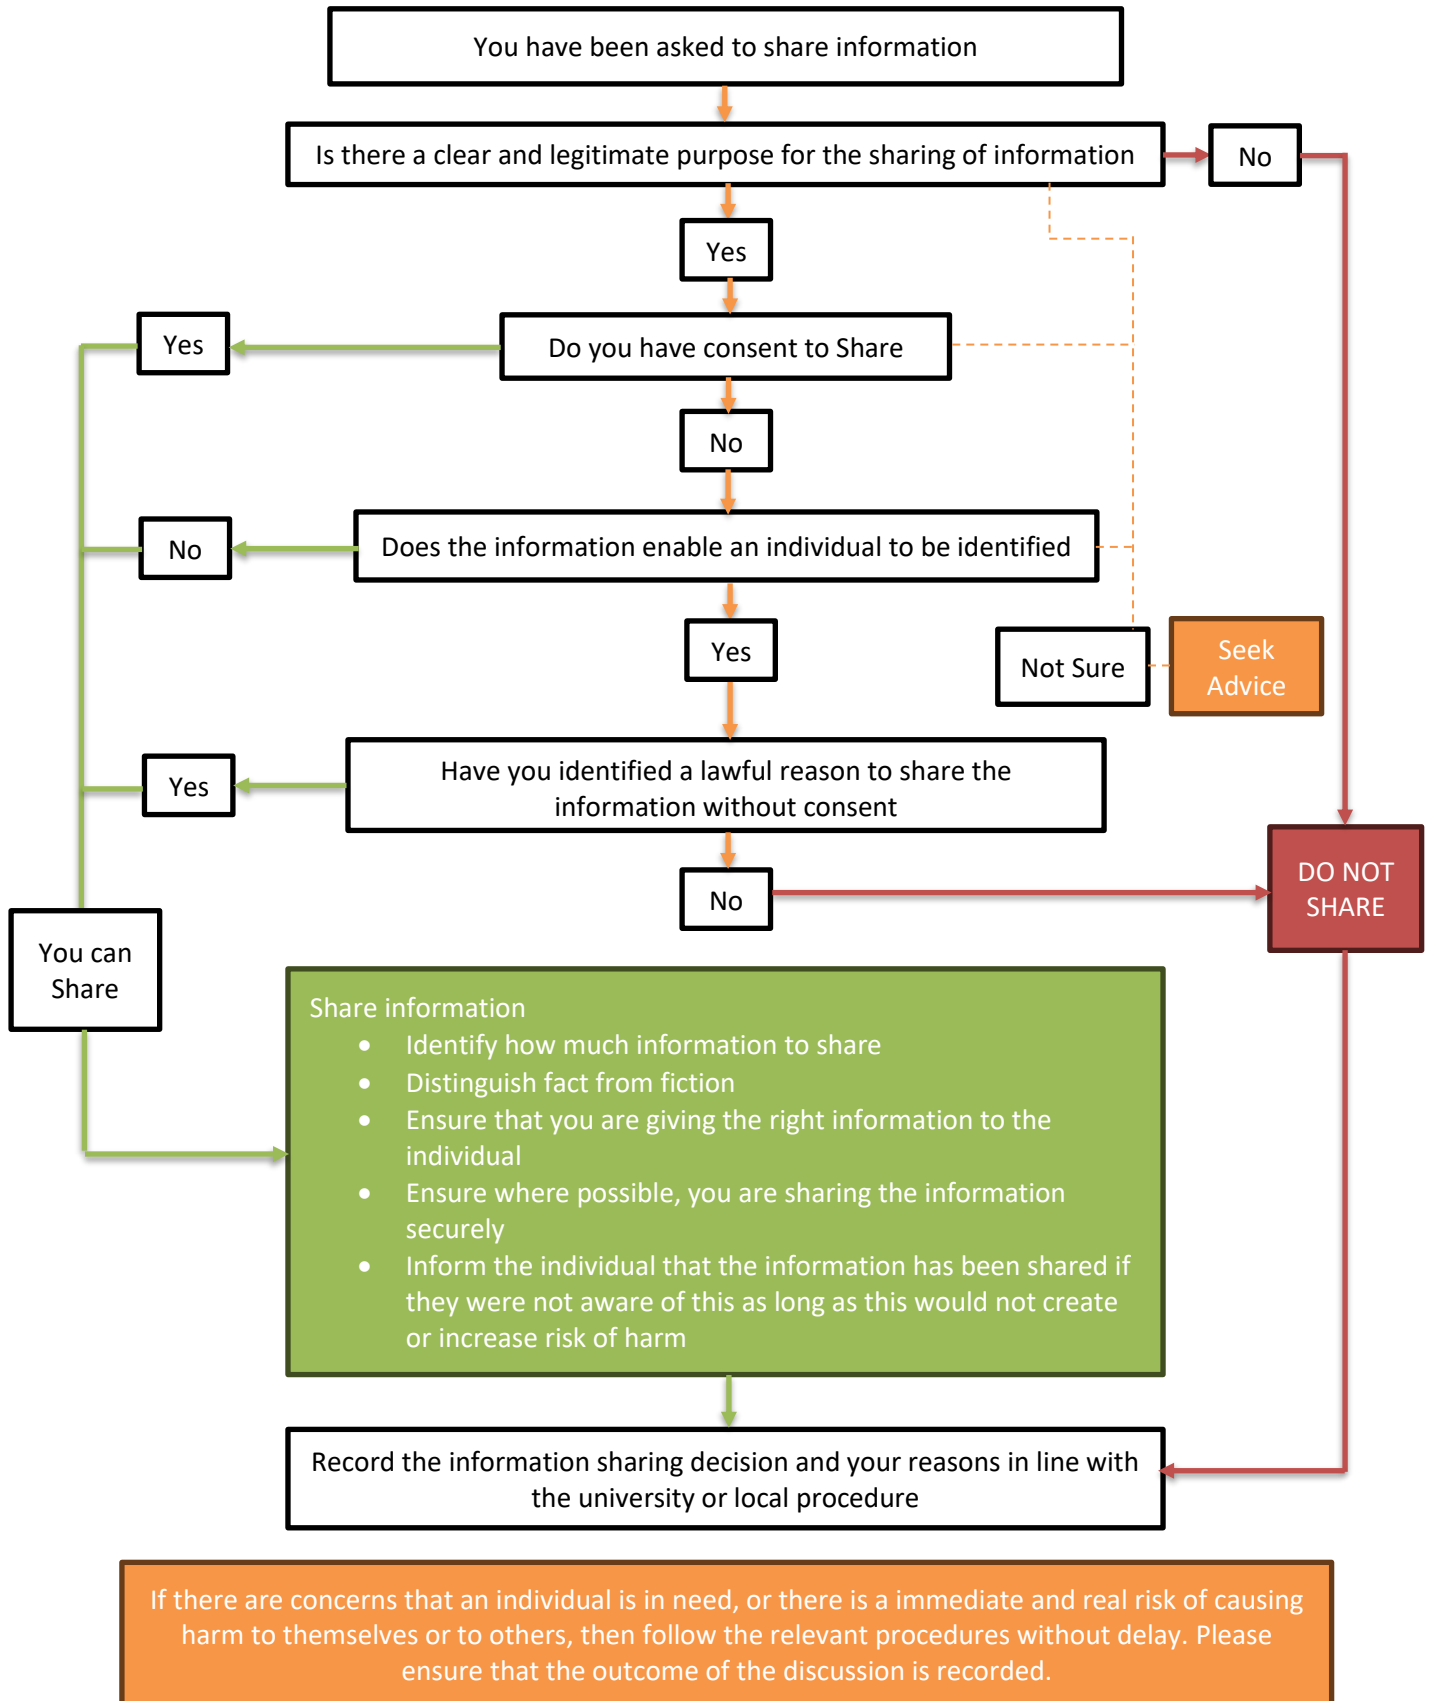 You have been asked to share information
Is there a clear and legitimate purpose for the sharing of information
No
Yes
Yes
Do you have consent to Share
No
No
Does the information enable an individual to be identified
Yes
Not Sure
Seek
Advice
Yes
Have you identified a lawful reason to share the
information without consent
No
DO NOT
SHARE
You can
Share
Share information
• Identify how much information to share
• Distinguish fact from fiction
• Ensure that you are giving the right information to the
individual
• Ensure where possible, you are sharing the information
securely
• Inform the individual that the information has been shared if
they were not aware of this as long as this would not create
or increase risk of harm
Record the information sharing decision and your reasons in line with
the university or local procedure
If there are concerns that an individual is in need, or there is a immediate and real risk of causing
harm to themselves or to others, then follow the relevant procedures without delay. Please
ensure that the outcome of the discussion is recorded.